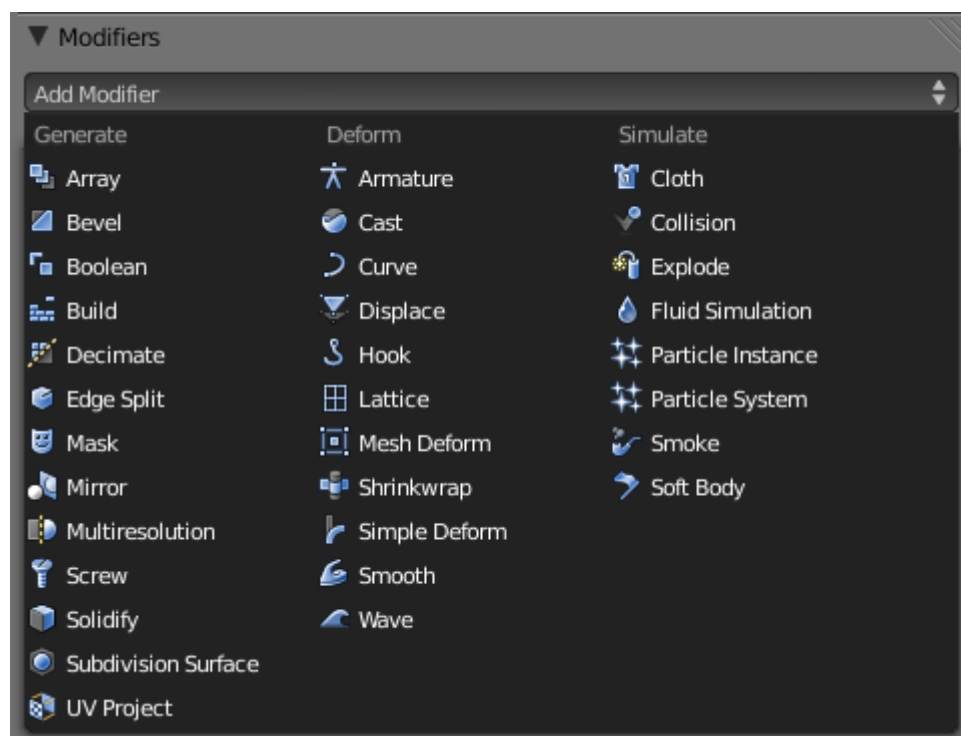 Modifiers
Add Modifier
Generate Deform Simulate
Array Armature Cloth
Bevel Cast Collision
Boolean Curve Explode
Build Displace Fluid Simulation
Decimate Hook Particle Instance
Edge Split Lattice Particle System
Mask Mesh Deform Smoke
Mirror Shrinkwrap Soft Body
Multiresolution Simple Deform
Screw Smooth
Solidify Wave
Subdivision Surface
UV Project